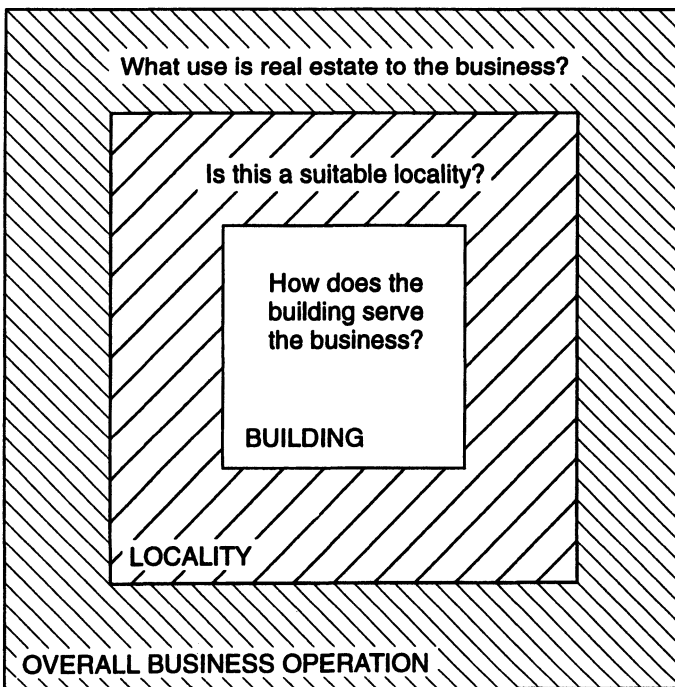 What use is real estate to the business?
Is this a suitable locality?
How does the
building serve
the business?
BUILDING
LOCALITY
OVERALL BUSINESS OPERATION